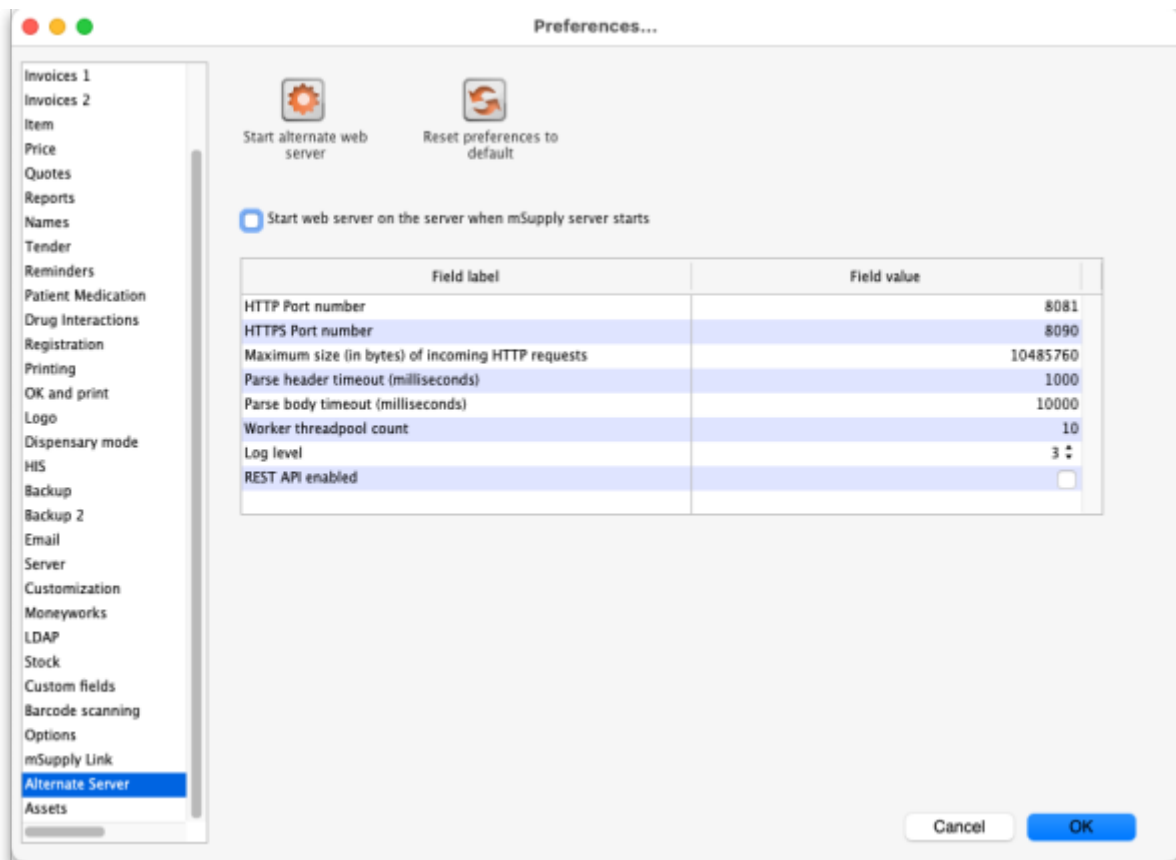 Preferences...
Invoices 1
Invoices 2
Item
Price
Quotes
Reports
Names
Tender
Reminders
Patient Medication
Drug Interactions
Registration
Printing
OK and print
Logo
Dispensary mode
HIS
Backup
Backup 2
Email
Server
Customization
Moneyworks
LDAP
Stock
Custom fields
Barcode scanning
Options
mSupply Link
Alternate Server
Assets
Start alternate web
server
Reset preferences to
default
Start web server on the server when mSupply server starts
Field label Field value
HTTP Port number 8081
HTTPS Port number 8090
Maximum size (in bytes) of incoming HTTP requests 10485760
Parse header timeout (milliseconds) 1000
Parse body timeout (milliseconds) 10000
Worker threadpool count 10
Log level 3
REST API enabled
Cancel OK